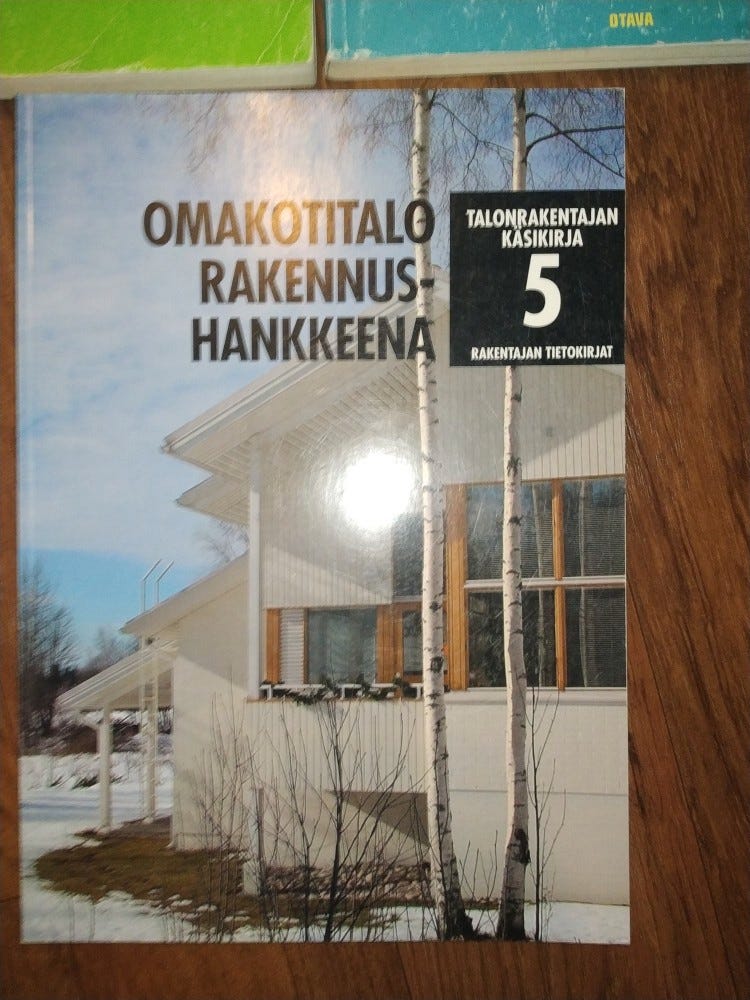 OTAVA
OMAKOTITALO
RAKENNUS-
HANKKEENA
TALONRAKENTAJAN
KÄSIKIRJA
5
RAKENTAJAN TIETOKIRJAT